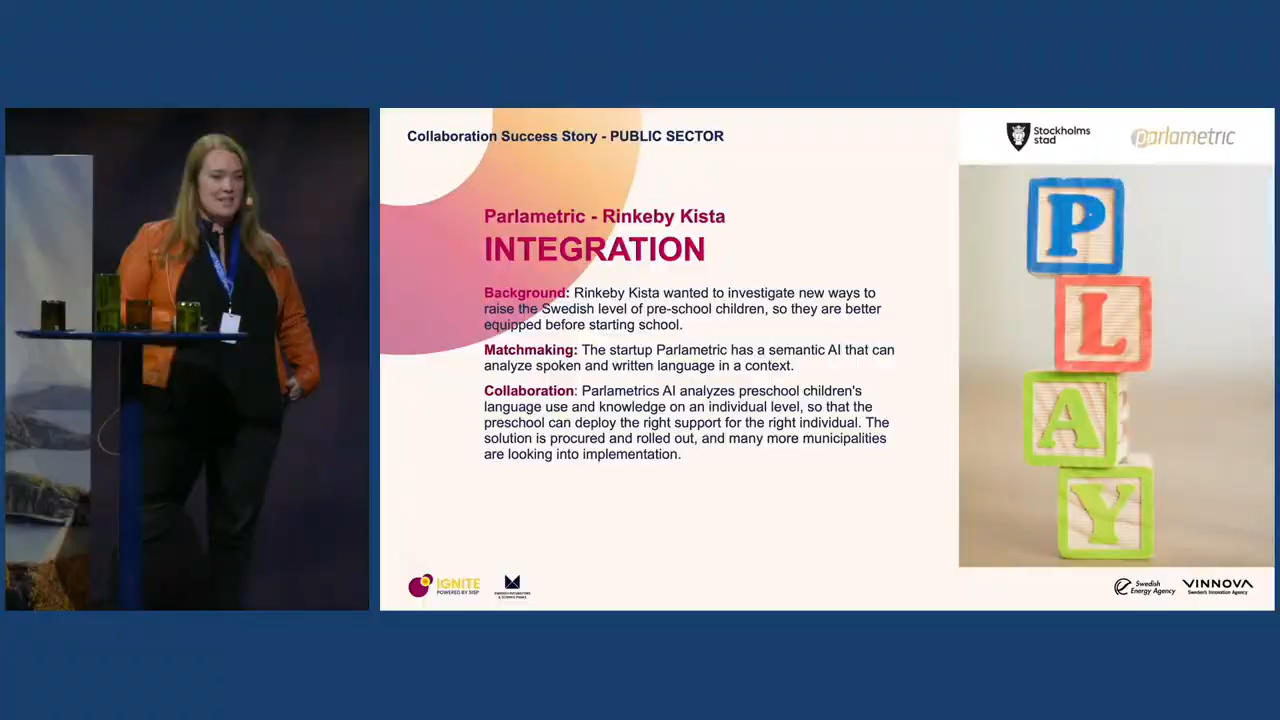 Collaboration Success Story - PUBLIC SECTOR
Stockholms
stad
parlametric
Parlametric - Rinkeby Kista
INTEGRATION
Background: Rinkeby Kista wanted to investigate new ways to
raise the Swedish level of pre-school children, so they are better
equipped before starting school.
Matchmaking: The startup Parlametric has a semantic AI that can
analyze spoken and written language in a context.
Collaboration: Parlametrics AI analyzes preschool children's
language use and knowledge on an individual level, so that the
preschool can deploy the right support for the right individual. The
solution is procured and rolled out, and many more municipalities
are looking into implementation.
P
L
A
Y
IGNITE
POWERED BY SISP
SWEDISH INCUBATORS
& SCIENCE PARKS
Swedish
Energy Agency
VINNOVA
Sweden's Innovation Agency